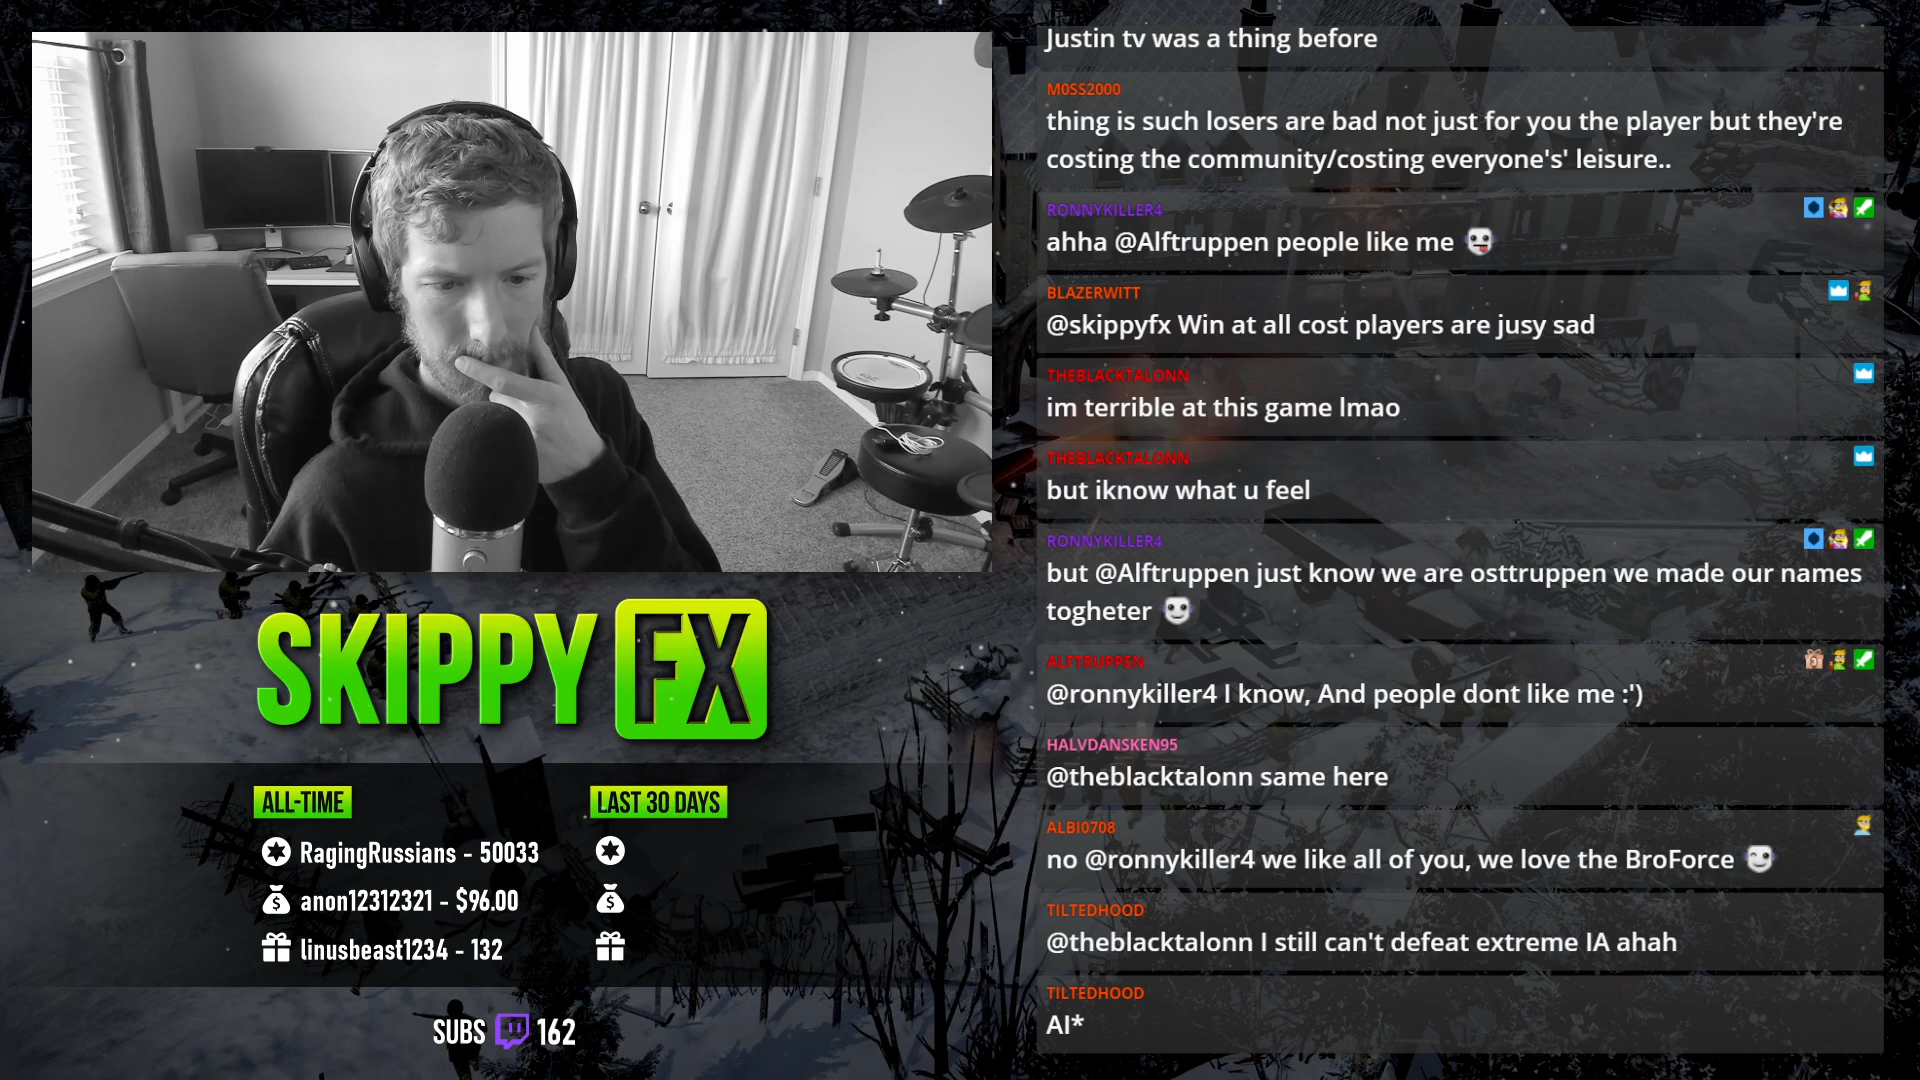 SKIPPY FX
ALL-TIME
RagingRussians - 50033
anon12312321 - $96.00
linusbeast1234 - 132
LAST 30 DAYS
SUBS 162
Justin tv was a thing before
M0SS2000
thing is such losers are bad not just for you the player but they're
costing the community/costing everyone's' leisure..
RONNYKILLER4
ahha @Alftruppen people like me
BLAZERWITT
@skippyfx Win at all cost players are jusy sad
THEBLACKTALONN
im terrible at this game lmao
THEBLACKTALONN
but iknow what u feel
RONNYKILLER4
but @Alftruppen just know we are osttruppen we made our names
togheter
ALFTRUPPEN
@ronnykiller4 I know, And people dont like me :')
HALVDANSKEN95
@theblacktalonn same here
ALBI0708
no @ronnykiller4 we like all of you, we love the BroForce
TILTEDHOOD
@theblacktalonn I still can't defeat extreme IA ahah
TILTEDHOOD
AI*